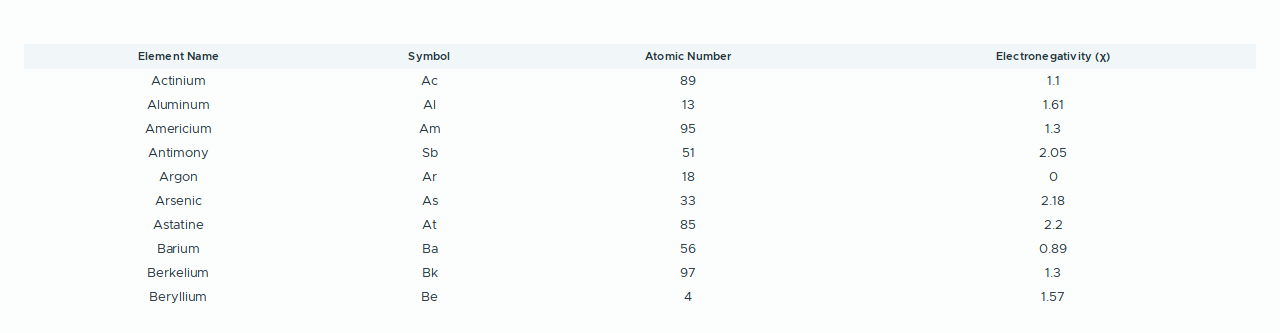 Element Name Symbol Atomic Number Electronegativity (χ)
Actinium Ac 89 1.1
Aluminum Al 13 1.61
Americium Am 95 1.3
Antimony Sb 51 2.05
Argon Ar 18 0
Arsenic As 33 2.18
Astatine At 85 2.2
Barium Ba 56 0.89
Berkelium Bk 97 1.3
Beryllium Be 4 1.57